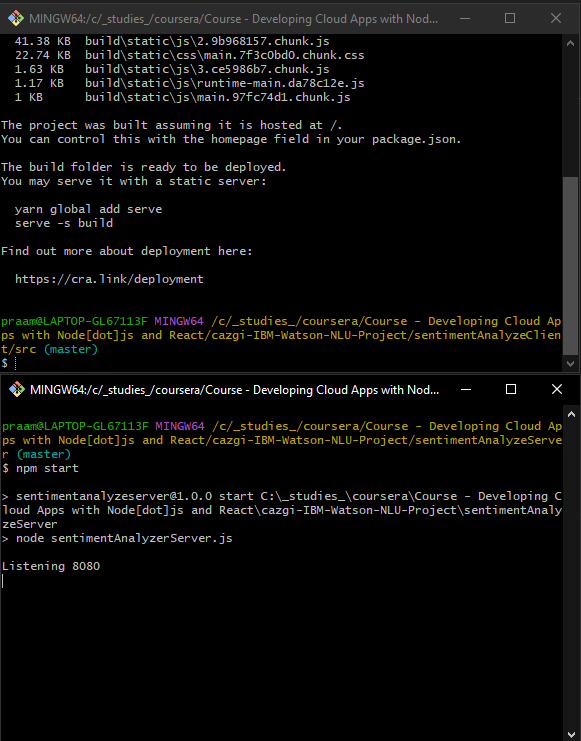 MINGW64:/c/_studies_/coursera/Course - Developing Cloud Apps with Nod...
41.38 KB  build\static\js\2.9b968157.chunk.js
22.74 KB  build\static\css\main.7f3c0bd0.chunk.css
1.63 KB   build\static\js\3.ce5986b7.chunk.js
1.17 KB   build\static\js\runtime-main.da78c12e.js
1 KB      build\static\js\main.97fc74d1.chunk.js
The project was built assuming it is hosted at /.
You can control this with the homepage field in your package.json.
The build folder is ready to be deployed.
You may serve it with a static server:
yarn global add serve
serve -s build
Find out more about deployment here:
https://cra.link/deployment
praam@LAPTOP-GL67113F MINGW64 /c/_studies_/coursera/Course - Developing Cloud Ap
ps with Node[dot]js and React/cazgi-IBM-Watson-NLU-Project/sentimentAnalyzeClien
t/src (master)
$
MINGW64:/c/_studies_/coursera/Course - Developing Cloud Apps with Nod...
praam@LAPTOP-GL67113F MINGW64 /c/_studies_/coursera/Course - Developing Cloud Ap
ps with Node[dot]js and React/cazgi-IBM-Watson-NLU-Project/sentimentAnalyzeServe
r (master)
$ npm start
> sentimentanalyzeserver@1.0.0 start C:\_studies_\coursera\Course - Developing C
loud Apps with Node[dot]js and React\cazgi-IBM-Watson-NLU-Project\sentimentAnaly
zeServer
> node sentimentAnalyzerServer.js
Listening 8080